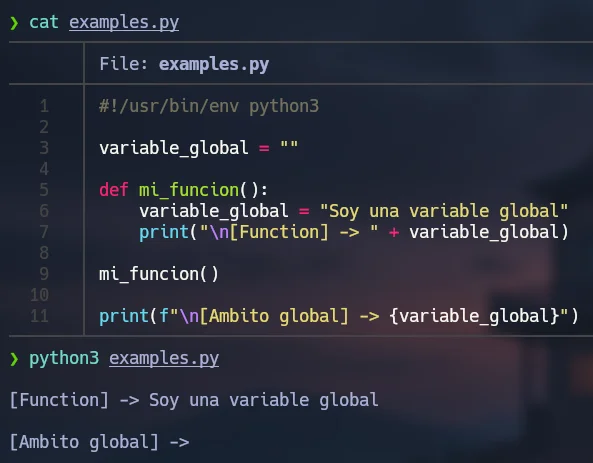 ❯ cat examples.py
File: examples.py
1 #!/usr/bin/env python3
2
3 variable_global = ""
4
5 def mi_funcion():
6     variable_global = "Soy una variable global"
7     print("\n[Function] -> " + variable_global)
8
9 mi_funcion()
10
11 print(f"\n[Ambito global] -> {variable_global}")
❯ python3 examples.py
[Function] -> Soy una variable global
[Ambito global] ->